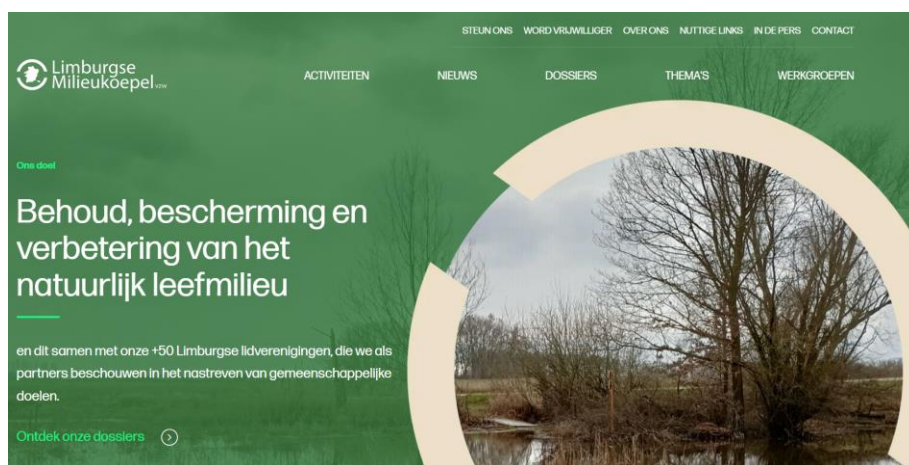 STEUN ONS WORD VRIJWILLIGER OVER ONS NUTTIGE LINKS IN DE PERS CONTACT
Limburgse
Milieukoepel vzw
ACTIVITEITEN NIEUWS DOSSIERS THEMA'S WERKGROEPEN
Ons doel
Behoud, bescherming en
verbetering van het
natuurlijk leefmilieu
en dit samen met onze +50 Limburgse lidverenigingen, die we als
partners beschouwen in het nastreven van gemeenschappelijke
doelen.
Ontdek onze dossiers